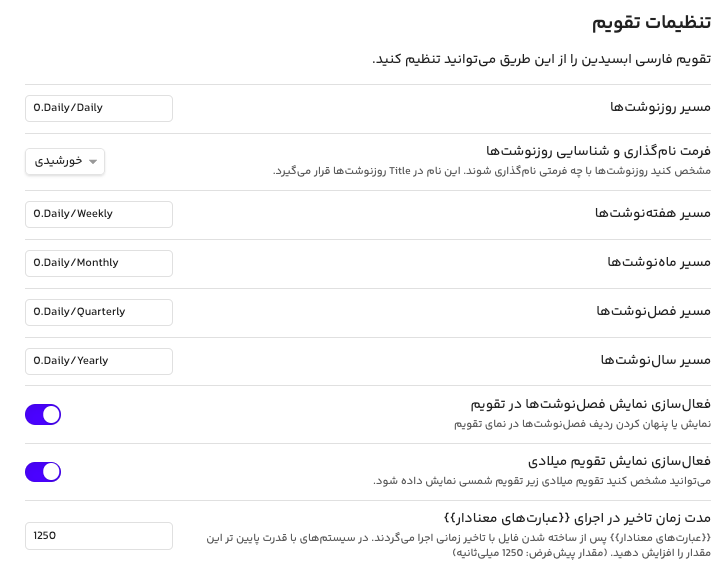 تنظیمات تقویم
تقویم فارسی ابسیدین را از این طریق می‌توانید تنظیم کنید.
مسیر روزنوشت‌ها
0.Daily/Daily
فرمت نام‌گذاری و شناسایی روزنوشت‌ها
مشخص کنید روزنوشت‌ها با چه فرمتی نام‌گذاری شوند. این نام در Title روزنوشت‌ها قرار می‌گیرد.
خورشیدی
مسیر هفته‌نوشت‌ها
0.Daily/Weekly
مسیر ماه‌نوشت‌ها
0.Daily/Monthly
مسیر فصل‌نوشت‌ها
0.Daily/Quarterly
مسیر سال‌نوشت‌ها
0.Daily/Yearly
فعال‌سازی نمایش فصل‌نوشت‌ها در تقویم
نمایش یا پنهان کردن ردیف فصل‌نوشت‌ها در نمای تقویم
فعال‌سازی نمایش تقویم میلادی
می‌توانید مشخص کنید تقویم میلادی زیر تقویم شمسی نمایش داده شود.
مدت زمان تاخیر در اجرای {{عبارت‌های معنادار}}
{{عبارت‌های معنادار}} پس از ساخته شدن فایل با تاخیر زمانی اجرا می‌گردند. در سیستم‌های با قدرت پایین تر این
مقدار را افزایش دهید. (مقدار پیش‌فرض: 1250 میلی‌ثانیه)
1250